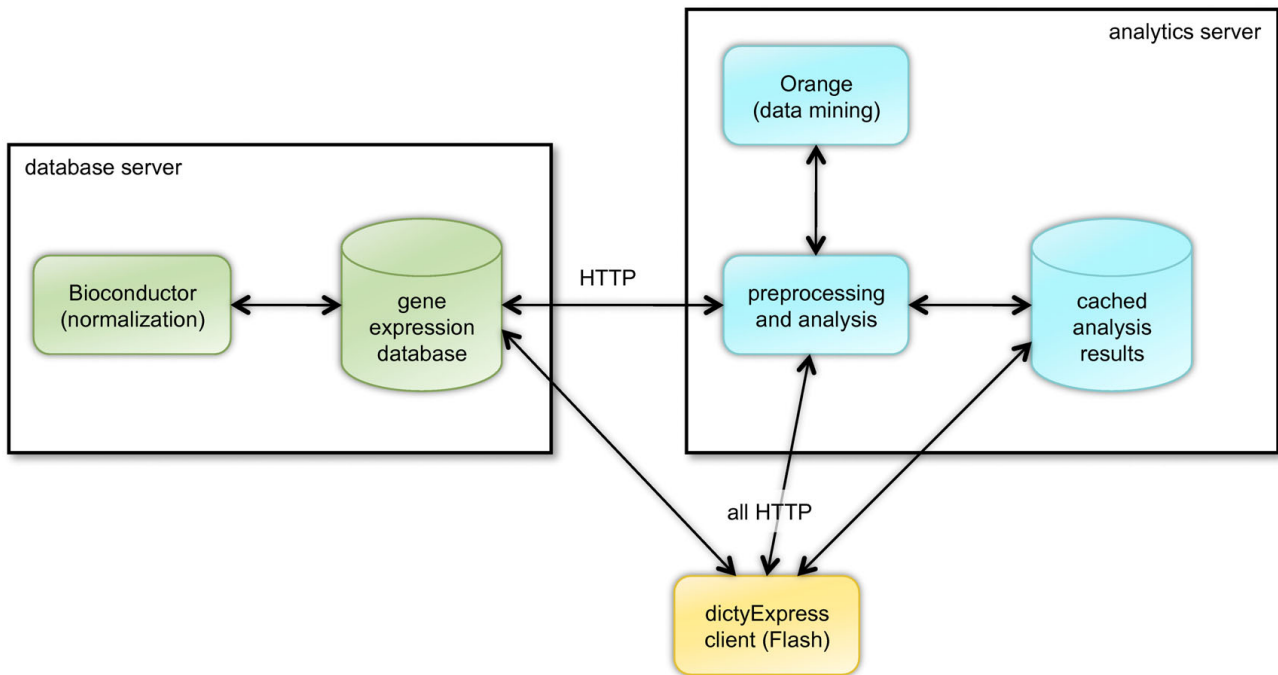 analytics server
Orange
(data mining)
database server
Bioconductor
(normalization)
gene
expression
database
HTTP
preprocessing
and analysis
cached
analysis
results
all HTTP
dictyExpress
client (Flash)